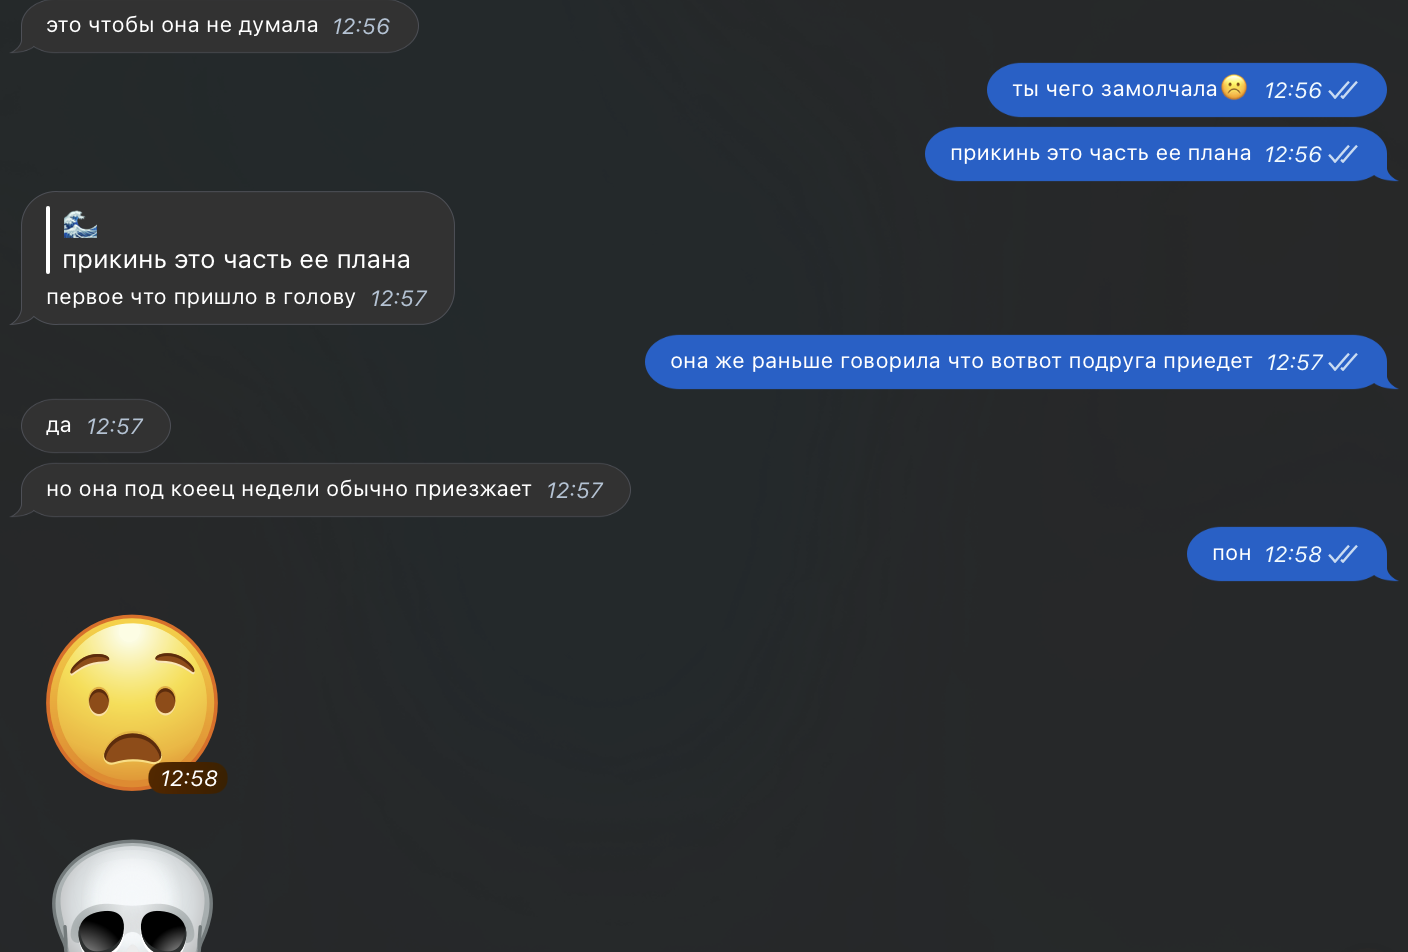 это чтобы она не думала 12:56
ты чего замолчала☹️ 12:56
прикинь это часть ее плана 12:56
🌊
прикинь это часть ее плана
первое что пришло в голову 12:57
она же раньше говорила что вотвот подруга приедет 12:57
да 12:57
но она под коеец недели обычно приезжает 12:57
пон 12:58
12:58